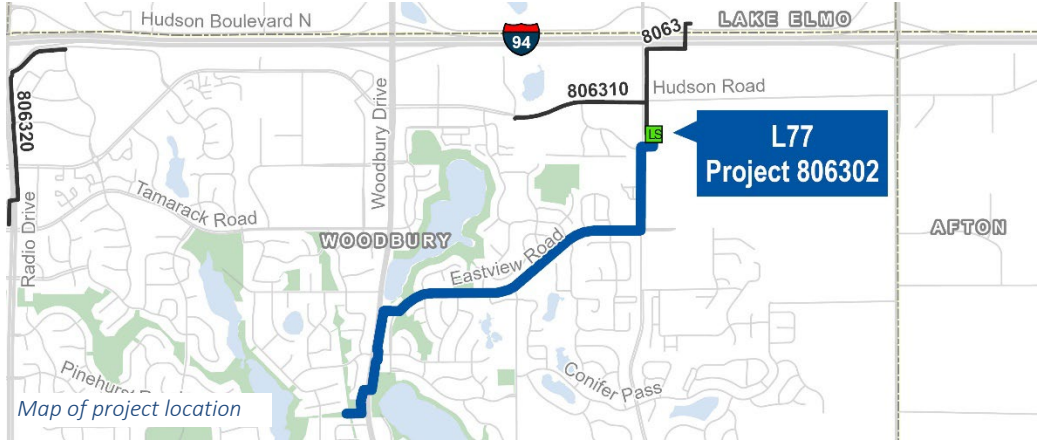 Hudson Boulevard N
LAKE ELMO
94
8063
806320
806310
Hudson Road
LS
L77
Project 806302
Woodbury Drive
Tamarack Road
Radio Drive
WOODBURY
AFTON
Eastview Road
Conifer Pass
Pinehurst
Map of project location